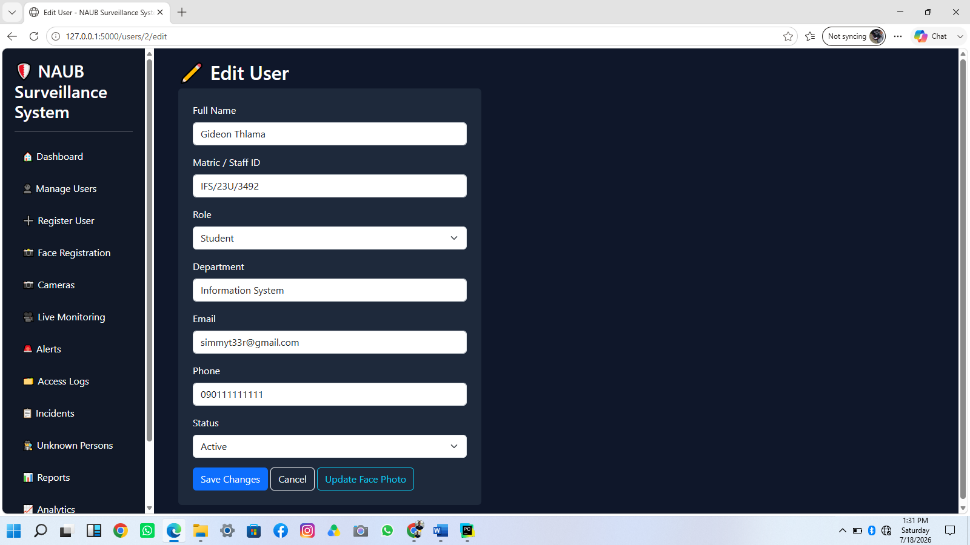 Edit User - NAUB Surveillance Syst
127.0.0.1:5000/users/2/edit
Not syncing
Chat
NAUB
Surveillance
System
Dashboard
Manage Users
Register User
Face Registration
Cameras
Live Monitoring
Alerts
Access Logs
Incidents
Unknown Persons
Reports
Analytics
Edit User
Full Name
Gideon Thlama
Matric / Staff ID
IFS/23U/3492
Role
Student
Department
Information System
Email
simmyt33r@gmail.com
Phone
090111111111
Status
Active
Save Changes
Cancel
Update Face Photo
1:31 PM
Saturday
7/18/2026